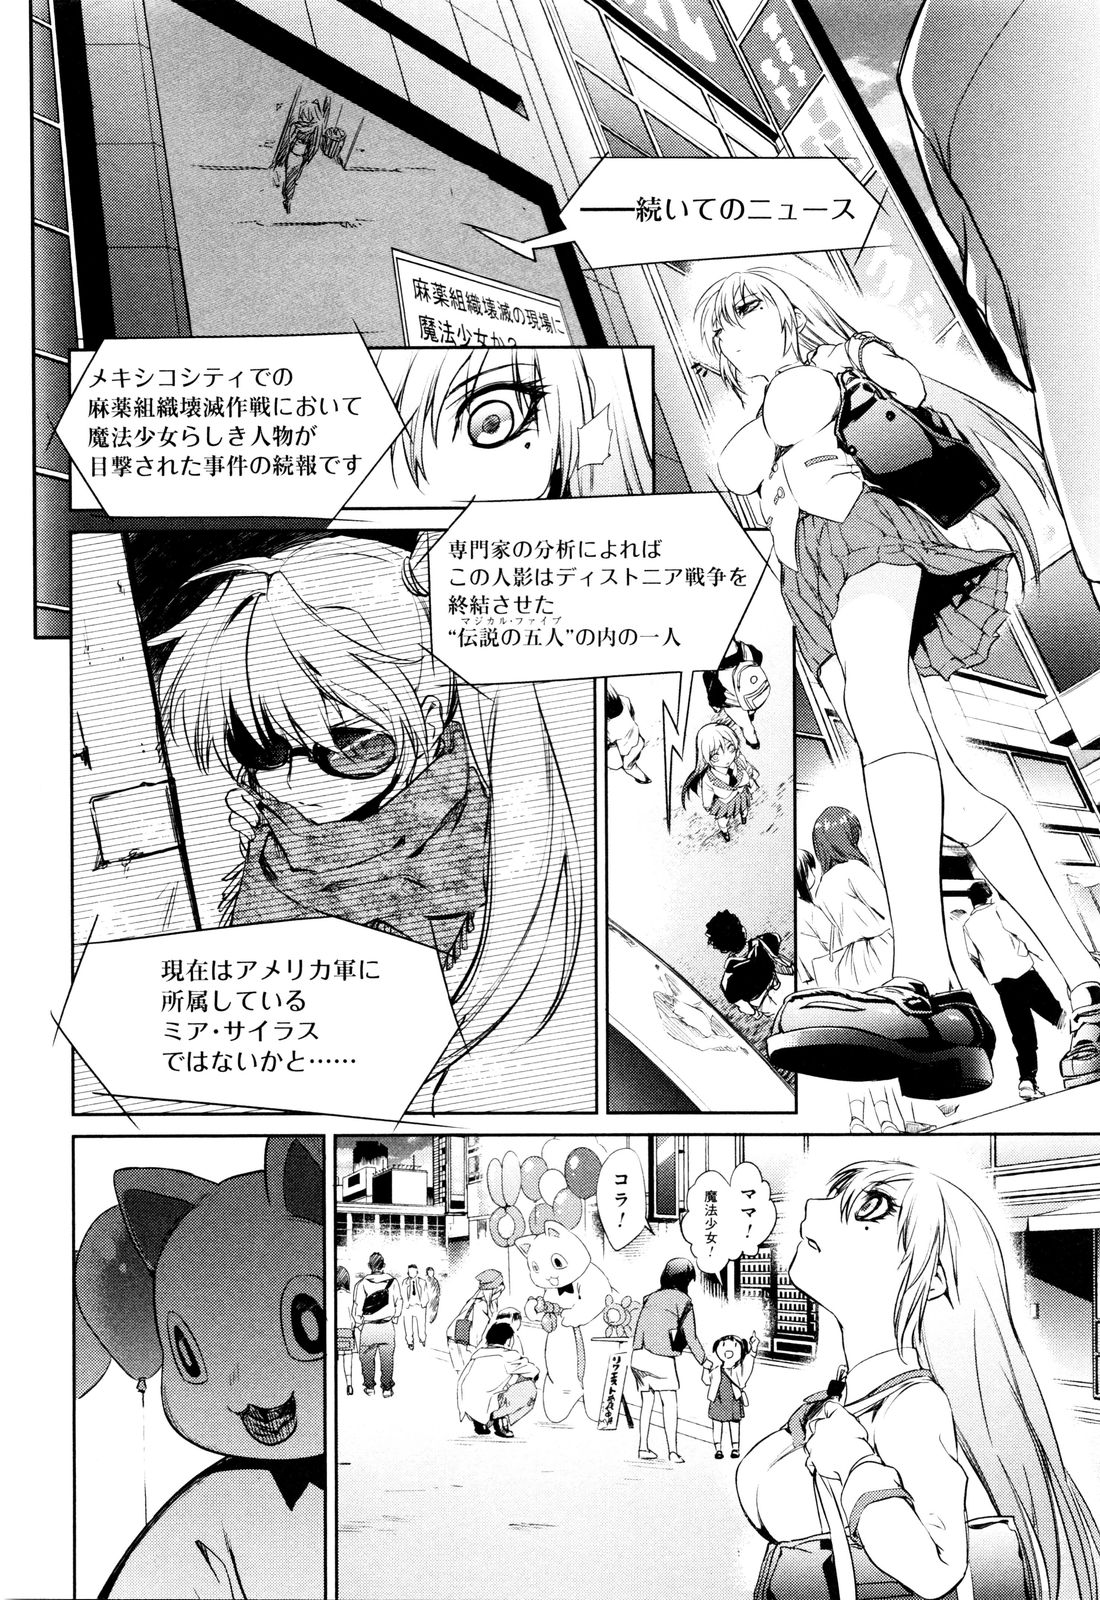 ――続いてのニュース
麻薬組織壊滅の現場に
魔法少女か?
メキシコシティでの
麻薬組織壊滅作戦において
魔法少女らしき人物が
目撃された事件の続報です
専門家の分析によれば
この人影はディストニア戦争を
終結させた
マジカル・ファイブ
“伝説の五人”の内の一人
現在はアメリカ軍に
所属している
ミア・サイラス
ではないかと……
ママ!
魔法少女!
コラ!